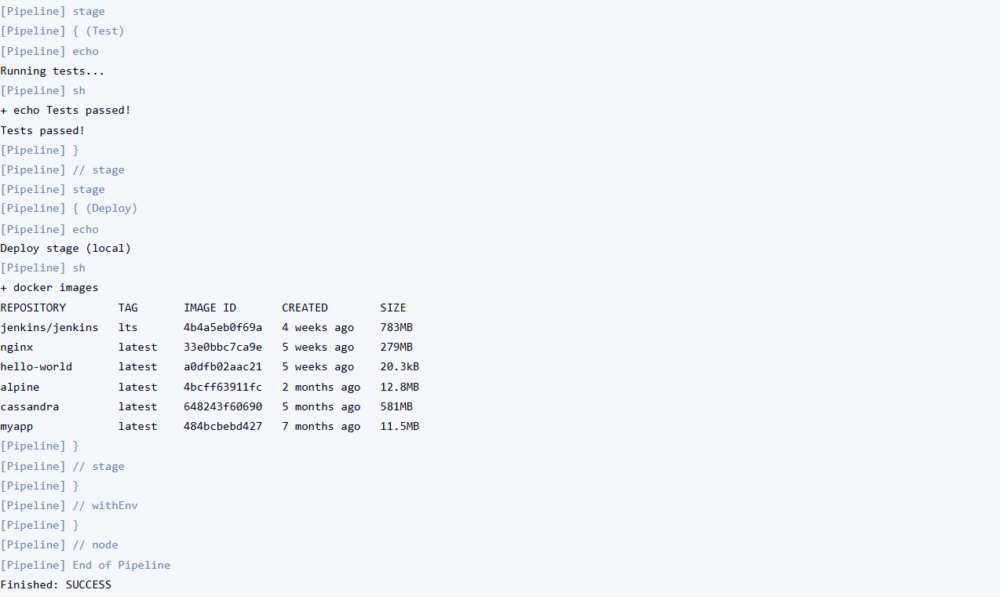 [Pipeline] stage
[Pipeline] { (Test)
[Pipeline] echo
Running tests...
[Pipeline] sh
+ echo Tests passed!
Tests passed!
[Pipeline] }
[Pipeline] // stage
[Pipeline] stage
[Pipeline] { (Deploy)
[Pipeline] echo
Deploy stage (local)
[Pipeline] sh
+ docker images
REPOSITORY        TAG       IMAGE ID       CREATED        SIZE
jenkins/jenkins   lts       4b4a5eb0f69a   4 weeks ago    783MB
nginx             latest    33e0bbc7ca9e   5 weeks ago    279MB
hello-world       latest    a0dfb02aac21   5 weeks ago    20.3kB
alpine            latest    4bcff63911fc   2 months ago   12.8MB
cassandra         latest    648243f60690   5 months ago   581MB
myapp             latest    484bcbebd427   7 months ago   11.5MB
[Pipeline] }
[Pipeline] // stage
[Pipeline] }
[Pipeline] // withEnv
[Pipeline] }
[Pipeline] // node
[Pipeline] End of Pipeline
Finished: SUCCESS